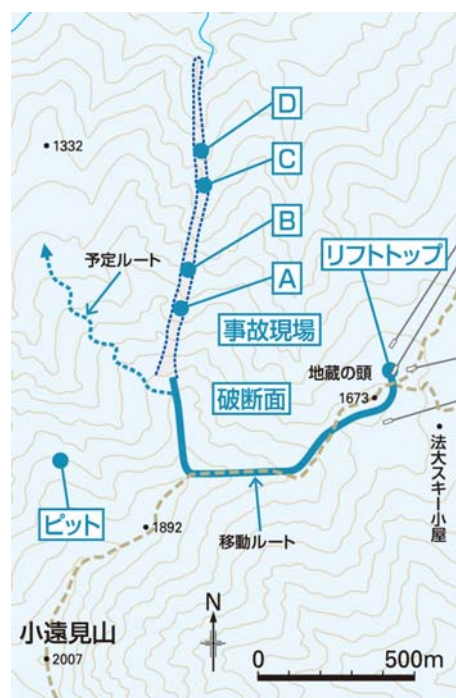 D
1332
C
予定ルート
B
リフトトップ
A
事故現場
地蔵の頭
破断面
1673
法大スキー小屋
ピット
1892
移動ルート
小遠見山
N
2007
0
500m